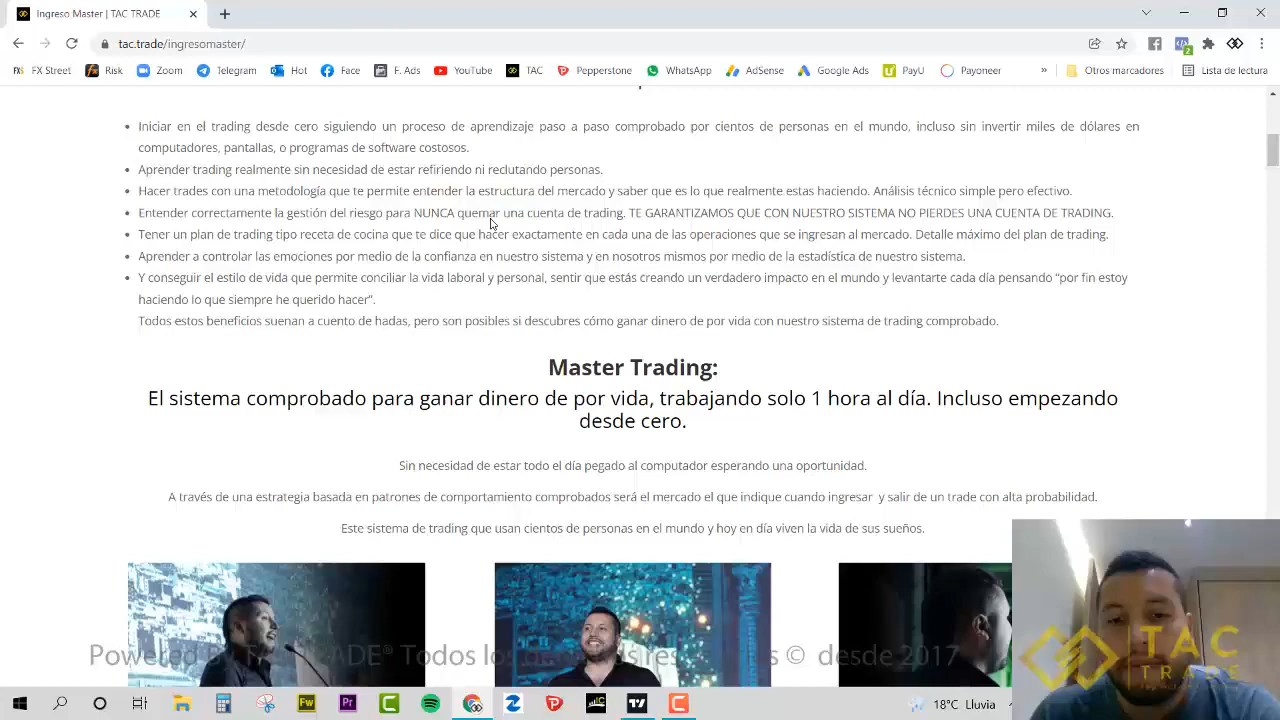 Ingreso Master | TAC TRADE
tac.trade/ingresomaster/
2
FX Street Risk Zoom Telegram Hot Face F. Ads YouTube TAC Pepperstone WhatsApp AdSense Google Ads PayU Payoneer » Otros marcadores Lista de lectura
• Iniciar en el trading desde cero siguiendo un proceso de aprendizaje paso a paso comprobado por cientos de personas en el mundo, incluso sin invertir miles de dólares en
computadores, pantallas, o programas de software costosos.
• Aprender trading realmente sin necesidad de estar refiriendo ni reclutando personas.
• Hacer trades con una metodología que te permite entender la estructura del mercado y saber que es lo que realmente estas haciendo. Análisis técnico simple pero efectivo.
• Entender correctamente la gestión del riesgo para NUNCA quemar una cuenta de trading. TE GARANTIZAMOS QUE CON NUESTRO SISTEMA NO PIERDES UNA CUENTA DE TRADING.
• Tener un plan de trading tipo receta de cocina que te dice que hacer exactamente en cada una de las operaciones que se ingresan al mercado. Detalle máximo del plan de trading.
• Aprender a controlar las emociones por medio de la confianza en nuestro sistema y en nosotros mismos por medio de la estadística de nuestro sistema.
• Y conseguir el estilo de vida que permite conciliar la vida laboral y personal, sentir que estás creando un verdadero impacto en el mundo y levantarte cada día pensando “por fin estoy
haciendo lo que siempre he querido hacer”.
Todos estos beneficios suenan a cuento de hadas, pero son posibles si descubres cómo ganar dinero de por vida con nuestro sistema de trading comprobado.
Master Trading:
El sistema comprobado para ganar dinero de por vida, trabajando solo 1 hora al día. Incluso empezando
desde cero.
Sin necesidad de estar todo el día pegado al computador esperando una oportunidad.
A través de una estrategia basada en patrones de comportamiento comprobados será el mercado el que indique cuando ingresar y salir de un trade con alta probabilidad.
Este sistema de trading que usan cientos de personas en el mundo y hoy en día viven la vida de sus sueños.
Powered by TRADE® Todos los © desde 2017
TAC
TRADE
Fw Pr C
18°C Lluvia